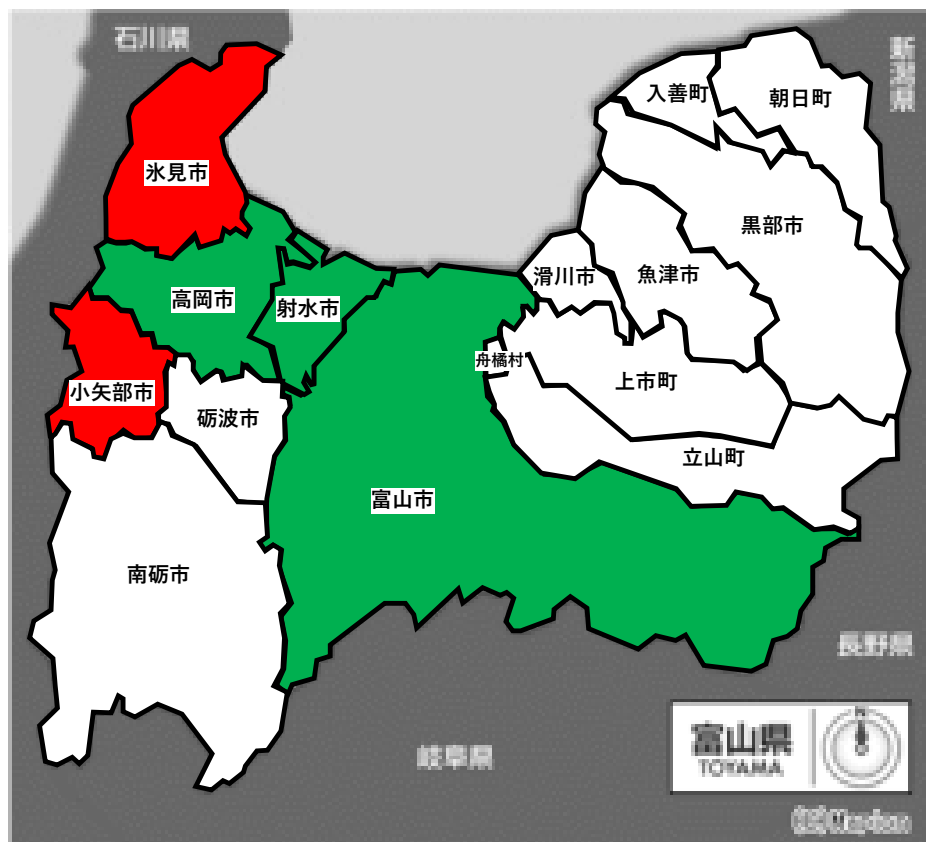 石川県
新潟県
入善町
朝日町
氷見市
黒部市
魚津市
滑川市
高岡市
射水市
舟橋村
上市町
小矢部市
砺波市
立山町
富山市
南砺市
長野県
岐阜県
富山県
TOYAMA
N